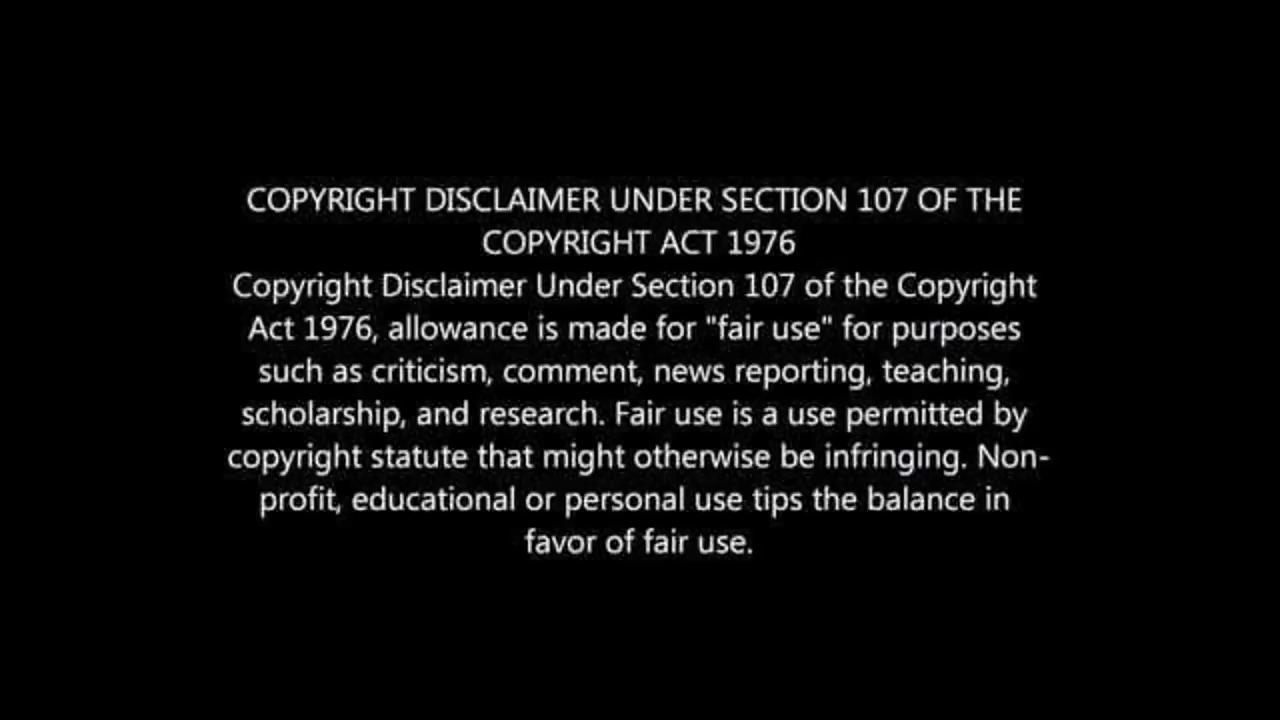 COPYRIGHT DISCLAIMER UNDER SECTION 107 OF THE
COPYRIGHT ACT 1976
Copyright Disclaimer Under Section 107 of the Copyright
Act 1976, allowance is made for "fair use" for purposes
such as criticism, comment, news reporting, teaching,
scholarship, and research. Fair use is a use permitted by
copyright statute that might otherwise be infringing. Non-
profit, educational or personal use tips the balance in
favor of fair use.